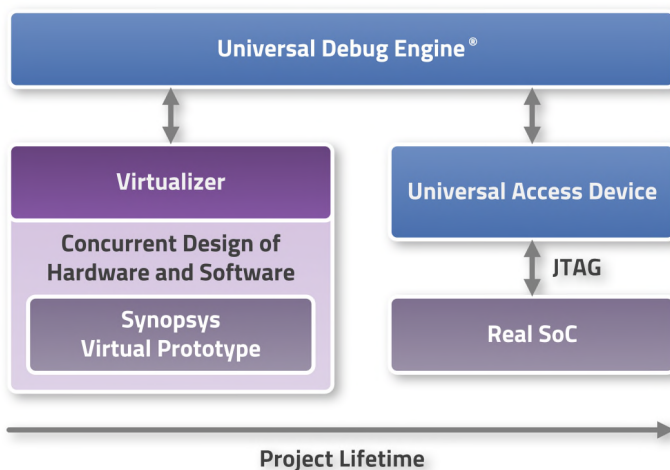 Universal Debug Engine®
Virtualizer
Universal Access Device
Concurrent Design of
Hardware and Software
JTAG
Synopsys
Virtual Prototype
Real SoC
Project Lifetime